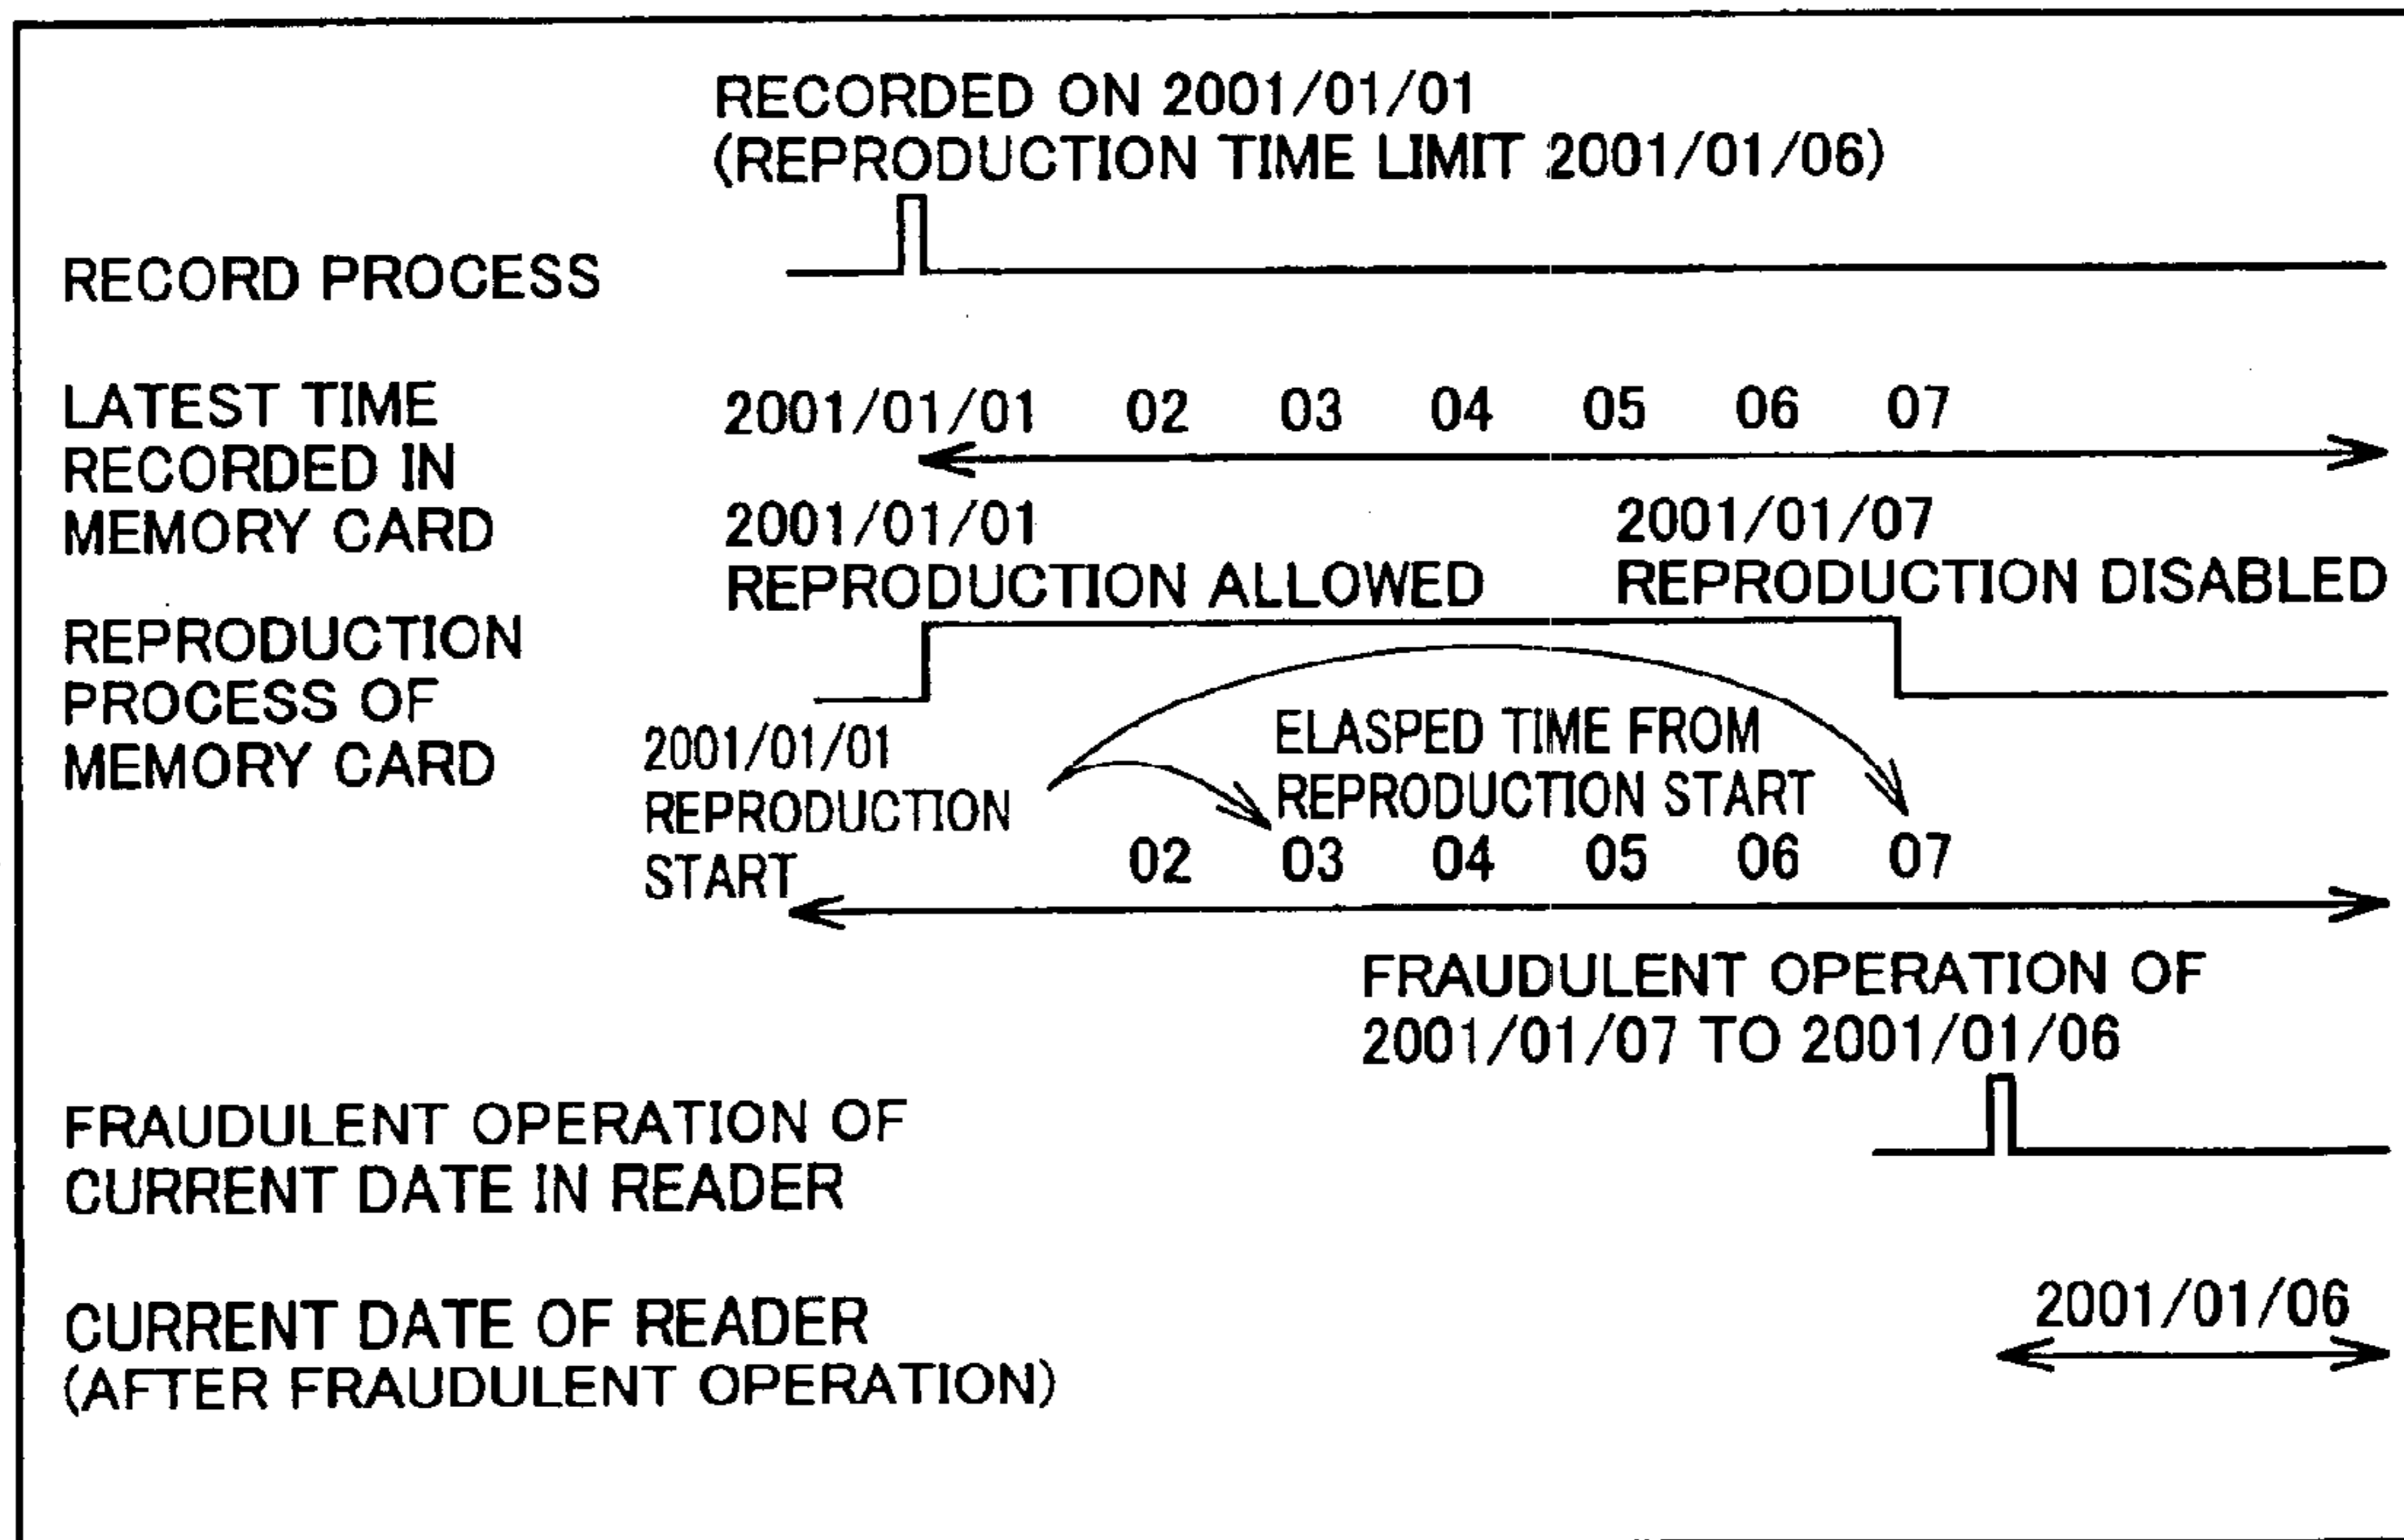 RECORDED ON 2001/01/01
(REPRODUCTION TIME LIMIT 2001/01/06)
RECORD PROCESS
LATEST TIME
RECORDED IN
MEMORY CARD
2001/01/01 02 03 04 05 06 07
2001/01/01
REPRODUCTION ALLOWED
2001/01/07
REPRODUCTION DISABLED
REPRODUCTION
PROCESS OF
MEMORY CARD
2001/01/01
REPRODUCTION
START
ELASPED TIME FROM
REPRODUCTION START
02 03 04 05 06 07
FRAUDULENT OPERATION OF
2001/01/07 TO 2001/01/06
FRAUDULENT OPERATION OF
CURRENT DATE IN READER
CURRENT DATE OF READER
(AFTER FRAUDULENT OPERATION)
2001/01/06